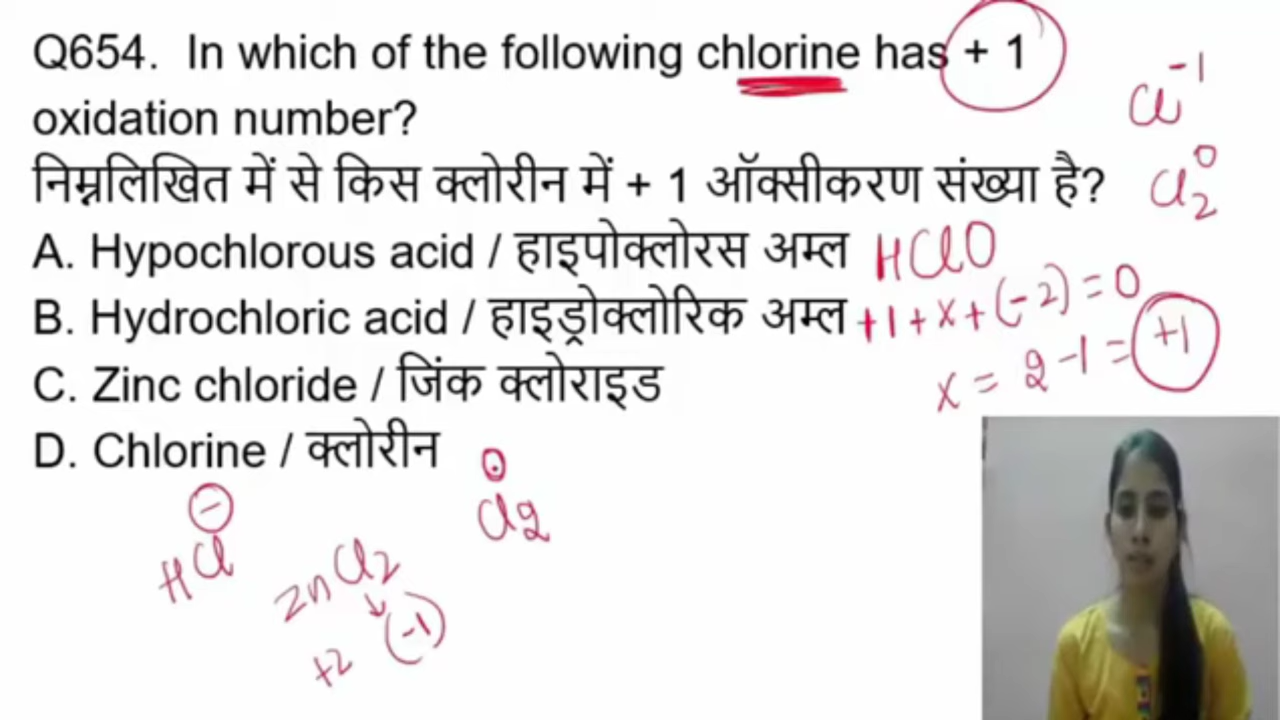 Q654. In which of the following chlorine has + 1
oxidation number?
निम्नलिखित में से किस क्लोरीन में + 1 ऑक्सीकरण संख्या है?
A. Hypochlorous acid / हाइपोक्लोरस अम्ल
B. Hydrochloric acid / हाइड्रोक्लोरिक अम्ल
C. Zinc chloride / जिंक क्लोराइड
D. Chlorine / क्लोरीन
Cl⁻¹
Cl₂⁰
HClO
+1+x+(-2)=0
x = 2-1 = +1
HCl⁻
ZnCl₂
+2 (-1)
Cl₂⁰